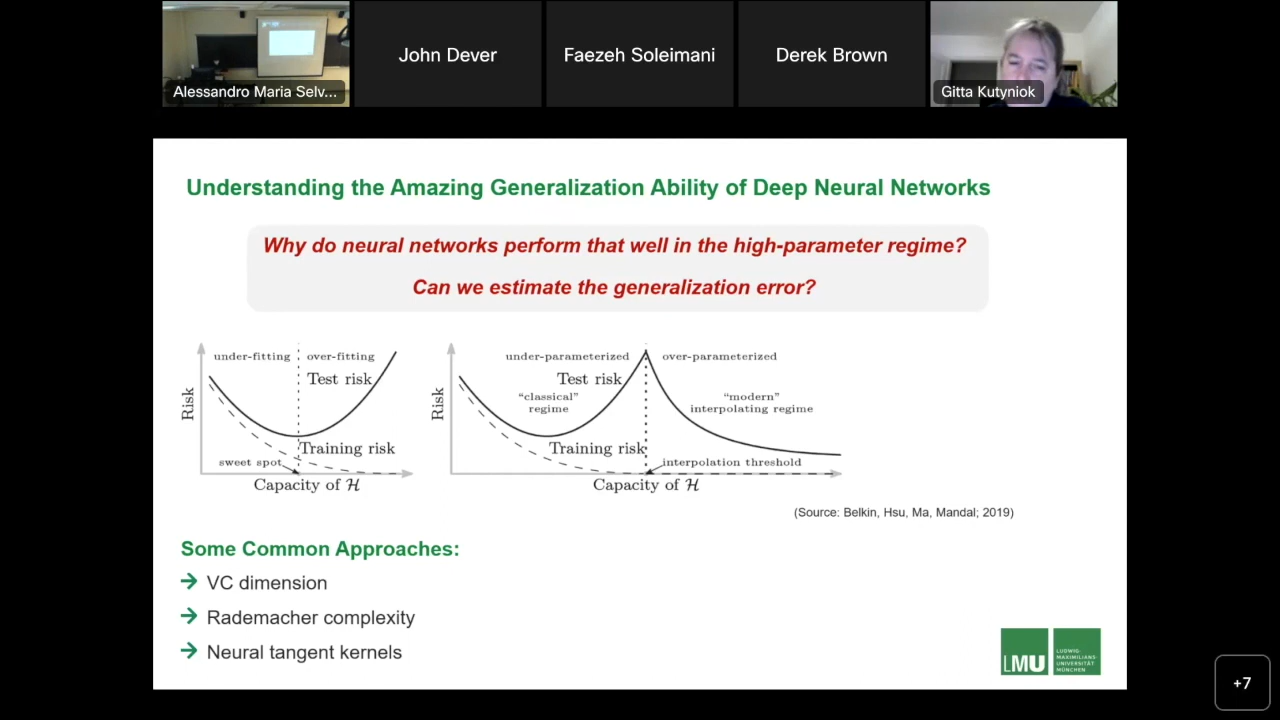 Alessandro Maria Selv...
John Dever
Faezeh Soleimani
Derek Brown
Gitta Kutyniok
Understanding the Amazing Generalization Ability of Deep Neural Networks
Why do neural networks perform that well in the high-parameter regime?
Can we estimate the generalization error?
under-fitting
over-fitting
Test risk
Risk
Training risk
sweet spot
Capacity of ℋ
under-parameterized
over-parameterized
Test risk
"classical"
regime
"modern"
interpolating regime
Risk
Training risk
interpolation threshold
Capacity of ℋ
(Source: Belkin, Hsu, Ma, Mandal; 2019)
Some Common Approaches:
→ VC dimension
→ Rademacher complexity
→ Neural tangent kernels
LMU
LUDWIG-
MAXIMILIANS
UNIVERSITÄT
MÜNCHEN
+7